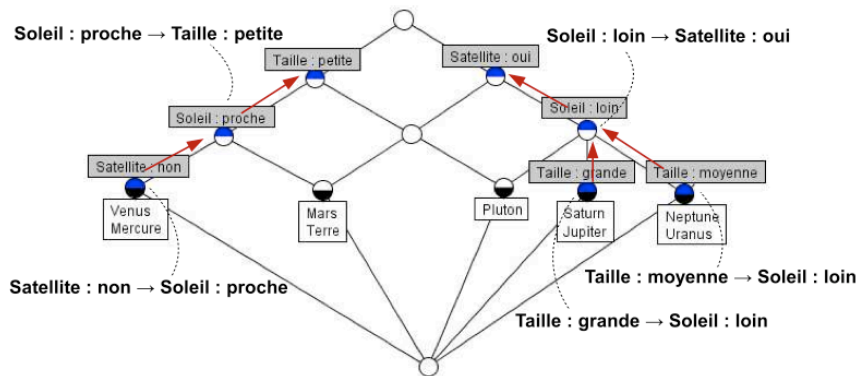 Soleil : proche → Taille : petite
Soleil : loin → Satellite : oui
Taille : petite
Satellite : oui
Soleil : proche
Soleil : loin
Satellite : non
Taille : grande
Taille : moyenne
Venus
Mercure
Mars
Terre
Pluton
Saturn
Jupiter
Neptune
Uranus
Satellite : non → Soleil : proche
Taille : moyenne → Soleil : loin
Taille : grande → Soleil : loin